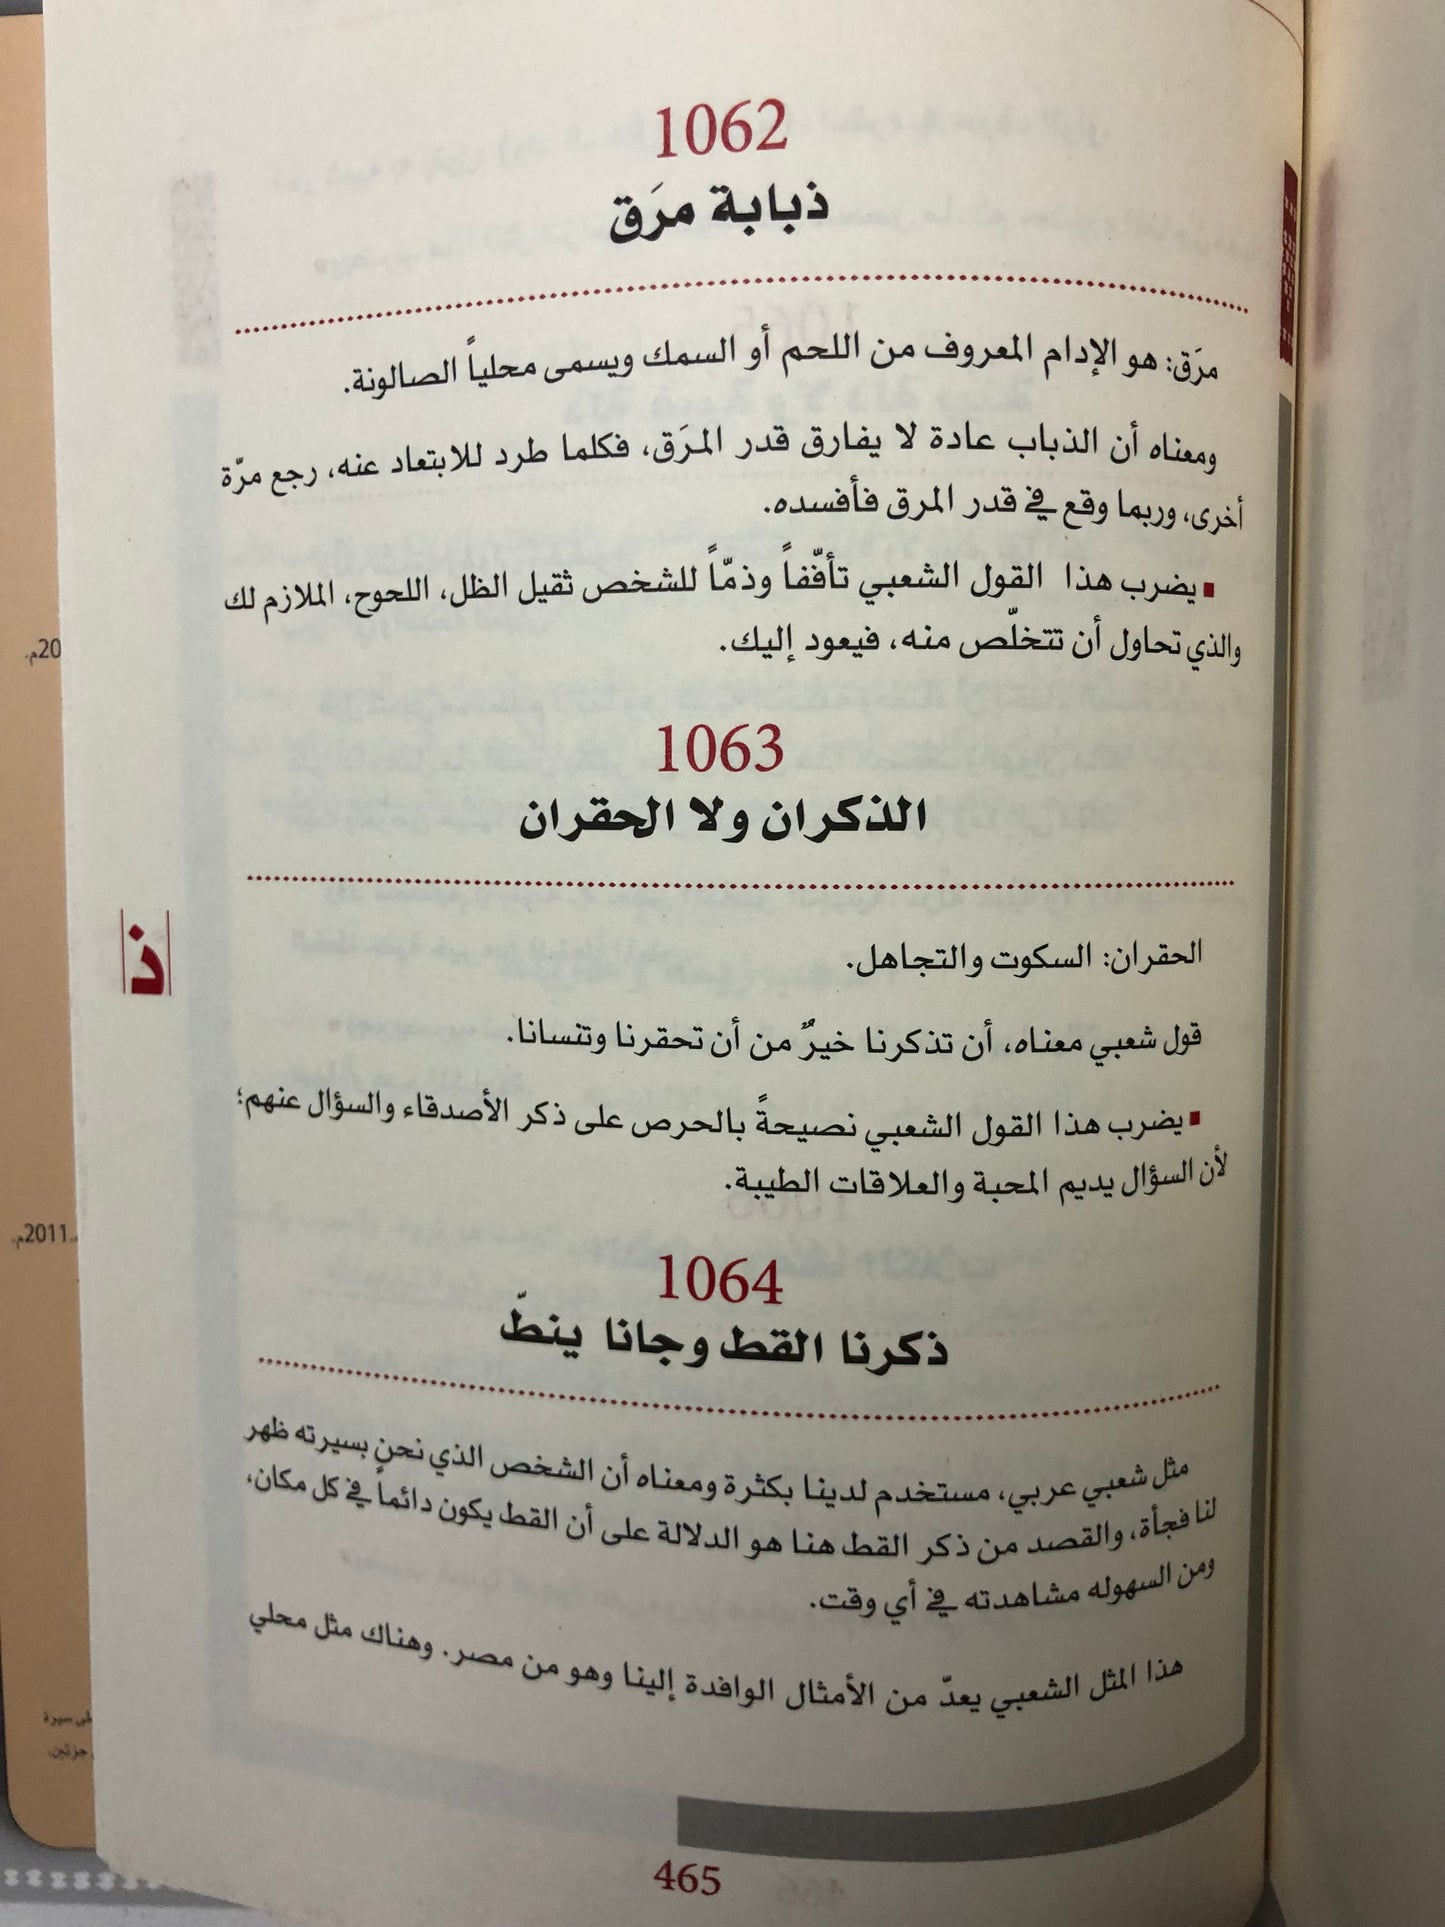 1062
ذبابة مرَق
مرَق: هو الإدام المعروف من اللحم أو السمك ويسمى محلياً الصالونة.
ومعناه أن الذباب عادة لا يفارق قدر المرَق، فكلما طرد للابتعاد عنه، رجع مرّة
أخرى، وربما وقع في قدر المرق فأفسده.
▪ يضرب هذا القول الشعبي تأفّفاً وذمّاً للشخص ثقيل الظل، اللحوح، الملازم لك
والذي تحاول أن تتخلّص منه، فيعود إليك.
1063
الذكران ولا الحقران
الحقران: السكوت والتجاهل.
قول شعبي معناه، أن تذكرنا خيرٌ من أن تحقرنا وتنسانا.
▪ يضرب هذا القول الشعبي نصيحةً بالحرص على ذكر الأصدقاء والسؤال عنهم؛
لأن السؤال يديم المحبة والعلاقات الطيبة.
ذ
1064
ذكرنا القط وجانا ينطّ
مثل شعبي عربي، مستخدم لدينا بكثرة ومعناه أن الشخص الذي نحن بسيرته ظهر
لنا فجأة، والقصد من ذكر القط هنا هو الدلالة على أن القط يكون دائماً في كل مكان،
ومن السهوله مشاهدته في أي وقت.
هذا المثل الشعبي يعدّ من الأمثال الوافدة إلينا وهو من مصر. وهناك مثل محلي
465
20م.
2011م.
سيرة
جزئين.